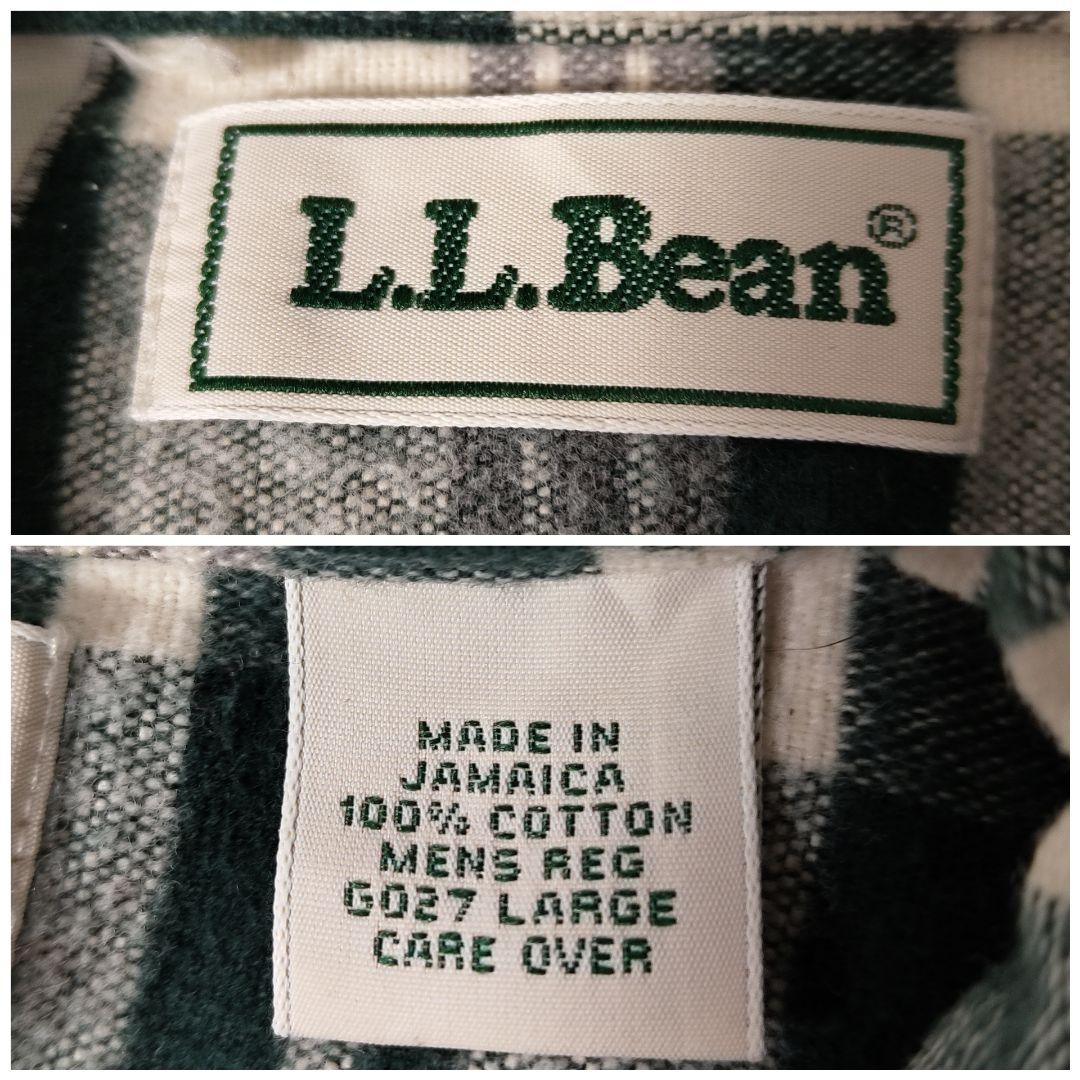 L.L.Bean®
MADE IN
JAMAICA
100% COTTON
MENS REG
G027 LARGE
CARE OVER